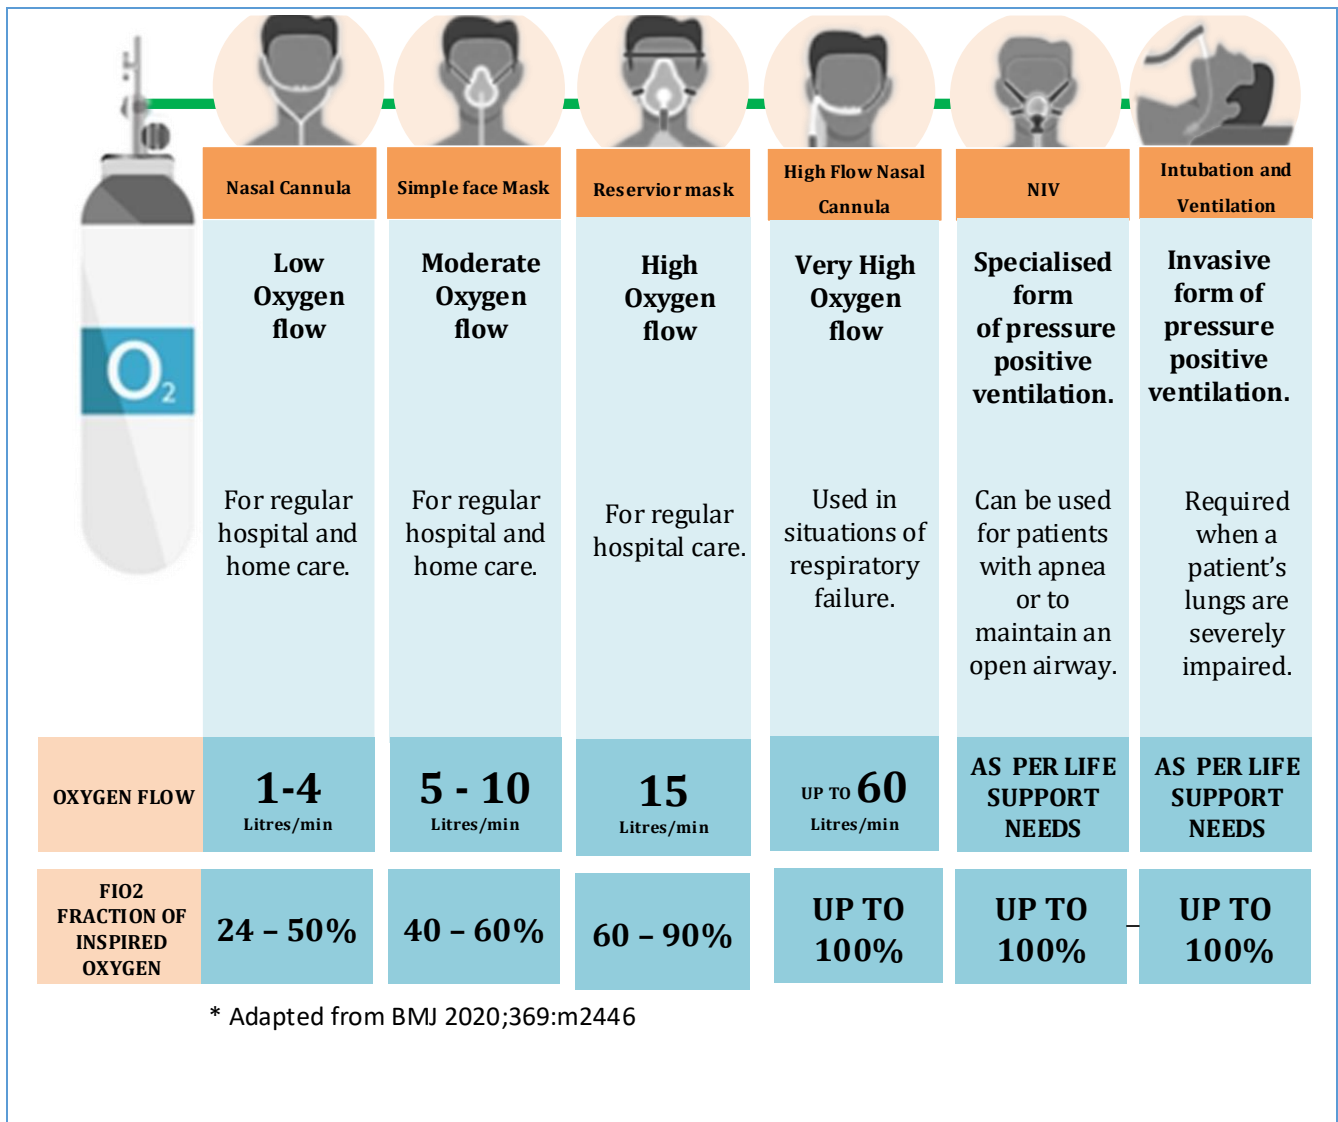 O2
Nasal Cannula
Simple face Mask
Reservior mask
High Flow Nasal
Cannula
NIV
Intubation and
Ventilation
Low
Oxygen
flow
Moderate
Oxygen
flow
High
Oxygen
flow
Very High
Oxygen
flow
Specialised
form
of pressure
positive
ventilation.
Invasive
form of
pressure
positive
ventilation.
For regular
hospital and
home care.
For regular
hospital and
home care.
For regular
hospital care.
Used in
situations of
respiratory
failure.
Can be used
for patients
with apnea
or to
maintain an
open airway.
Required
when a
patient’s
lungs are
severely
impaired.
OXYGEN FLOW
1-4
Litres/min
5 - 10
Litres/min
15
Litres/min
UP TO 60
Litres/min
AS PER LIFE
SUPPORT
NEEDS
AS PER LIFE
SUPPORT
NEEDS
FIO2
FRACTION OF
INSPIRED
OXYGEN
24 – 50%
40 – 60%
60 – 90%
UP TO
100%
UP TO
100%
UP TO
100%
* Adapted from BMJ 2020;369:m2446